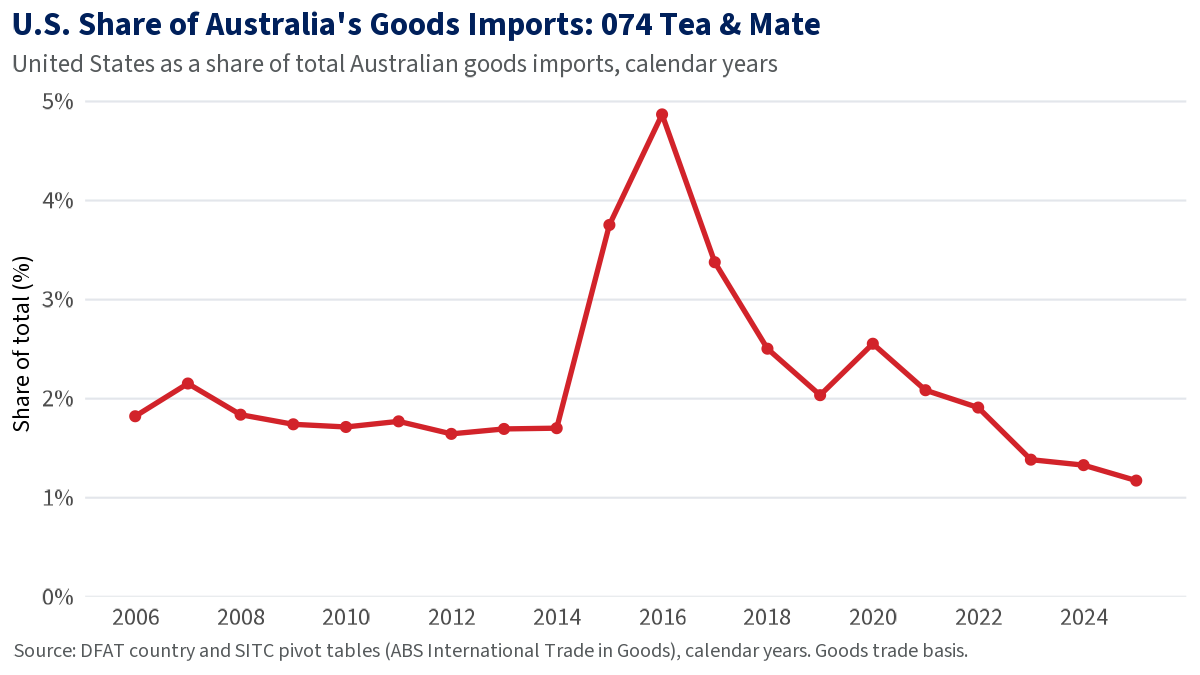 U.S. Share of Australia's Goods Imports: 074 Tea & Mate
United States as a share of total Australian goods imports, calendar years
Share of total (%)
5%
4%
3%
2%
1%
0%
2006 2008 2010 2012 2014 2016 2018 2020 2022 2024
Source: DFAT country and SITC pivot tables (ABS International Trade in Goods), calendar years. Goods trade basis.